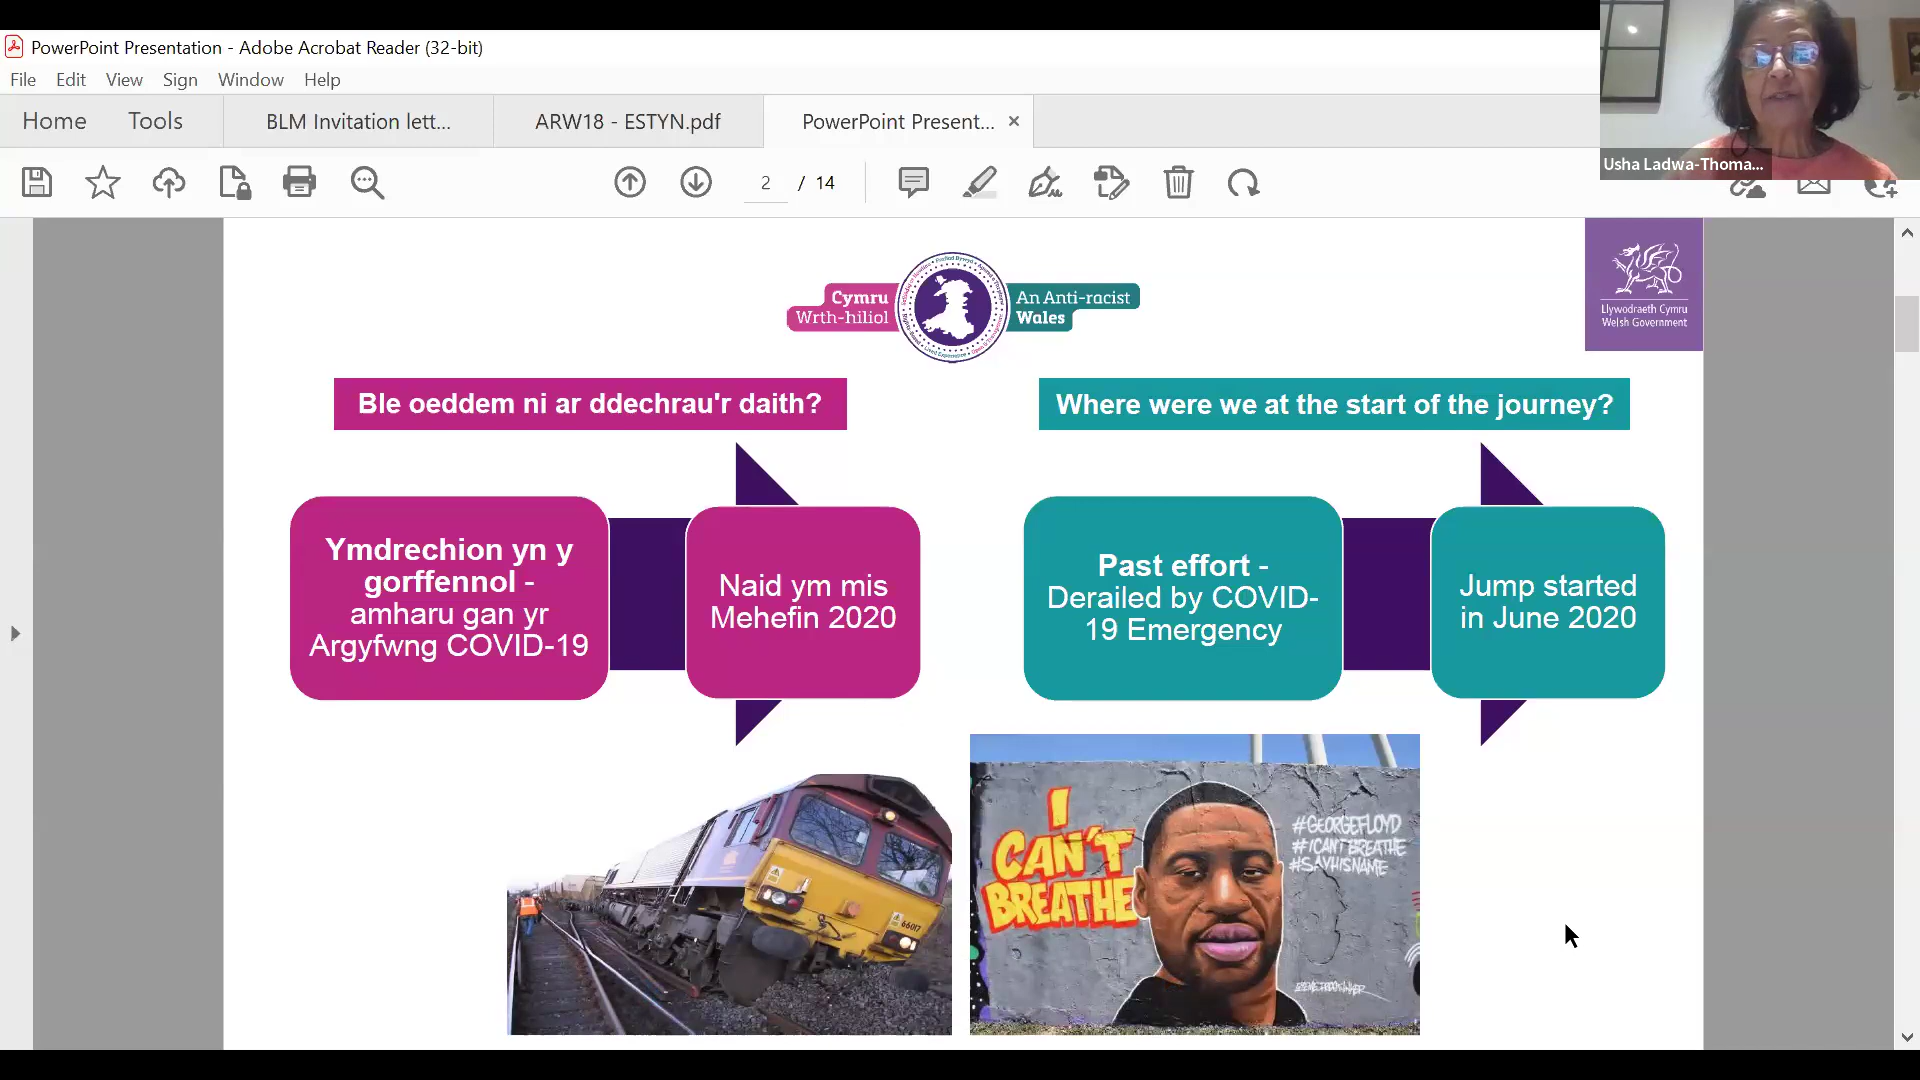 PowerPoint Presentation - Adobe Acrobat Reader (32-bit)
File Edit View Sign Window Help
Home Tools BLM Invitation lett... ARW18 - ESTYN.pdf PowerPoint Present... ×
2 / 14
Usha Ladwa-Thoma...
Cymru
Wrth-hiliol
An Anti-racist
Wales
Llywodraeth Cymru
Welsh Government
Ble oeddem ni ar ddechrau'r daith?
Ymdrechion yn y
gorffennol -
amharu gan yr
Argyfwng COVID-19
Naid ym mis
Mehefin 2020
Where were we at the start of the journey?
Past effort -
Derailed by COVID-
19 Emergency
Jump started
in June 2020
66017
I
CAN'T
BREATHE
#GEORGEFLOYD
#ICANTBREATHE
#SAYHISNAME